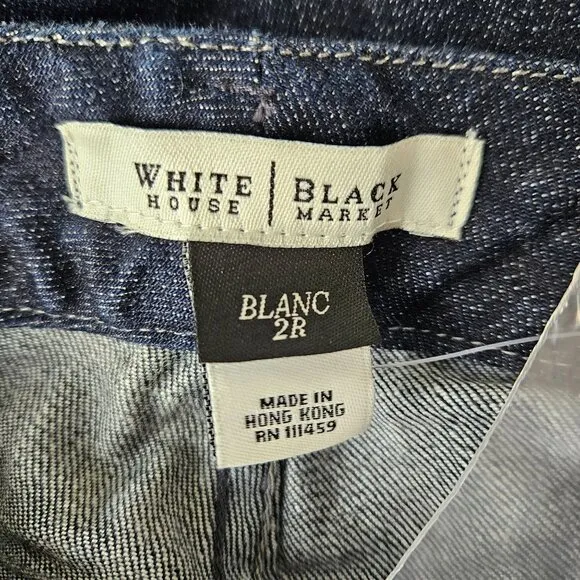 WHITE | BLACK
HOUSE | MARKET
BLANC
2R
MADE IN
HONG KONG
RN 111459